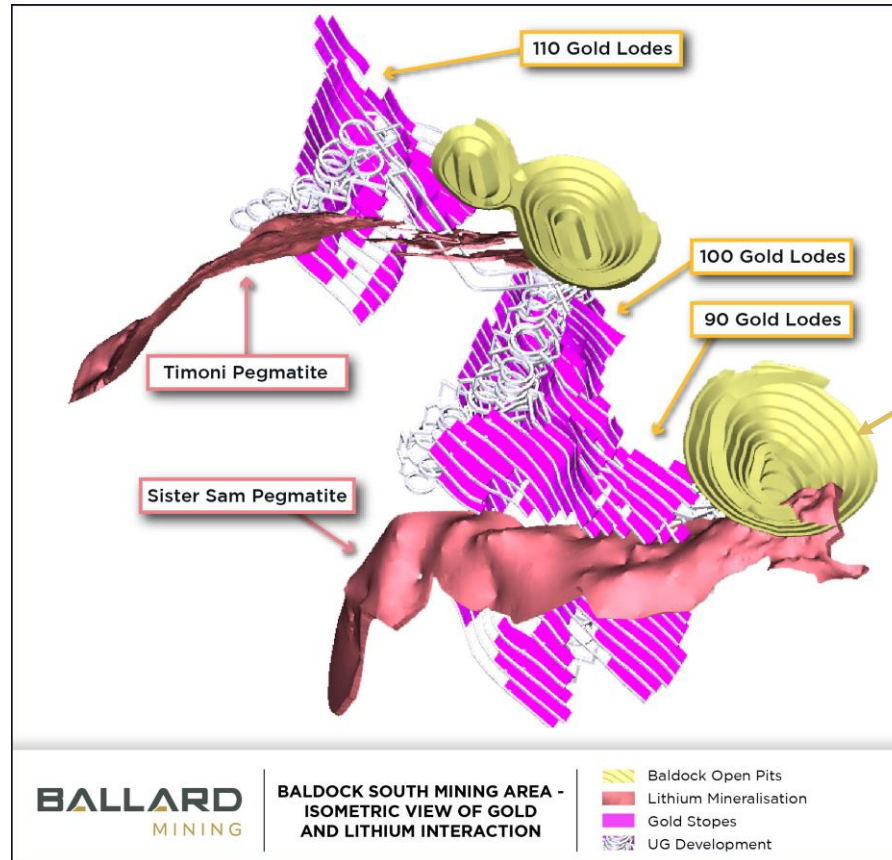 110 Gold Lodes
100 Gold Lodes
90 Gold Lodes
Timoni Pegmatite
Sister Sam Pegmatite
BALLARD
MINING
BALDOCK SOUTH MINING AREA -
ISOMETRIC VIEW OF GOLD
AND LITHIUM INTERACTION
Baldock Open Pits
Lithium Mineralisation
Gold Stopes
UG Development